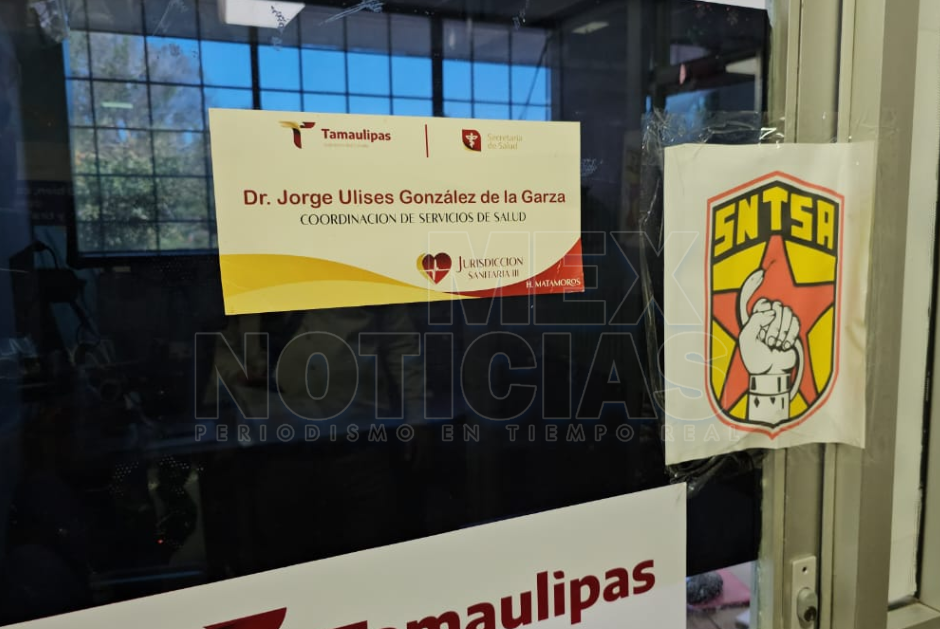 Tamaulipas
Secretaría
de Salud
Dr. Jorge Ulises González de la Garza
COORDINACION DE SERVICIOS DE SALUD
JURISDICCION
SANITARIA III
H. MATAMOROS
SNTSA
MEX
NOTICIAS
PERIODISMO EN TIEMPO REAL
Tamaulipas